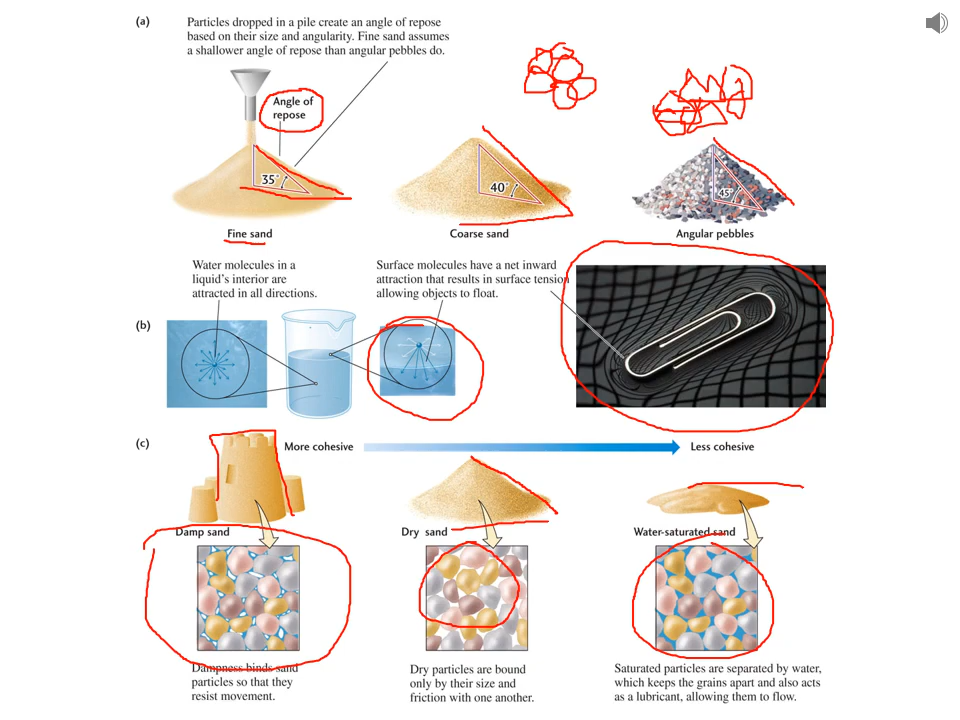 (a)
Particles dropped in a pile create an angle of repose
based on their size and angularity. Fine sand assumes
a shallower angle of repose than angular pebbles do.
Angle of
repose
35°
40°
45°
Fine sand
Coarse sand
Angular pebbles
Water molecules in a
liquid's interior are
attracted in all directions.
Surface molecules have a net inward
attraction that results in surface tension
allowing objects to float.
(b)
(c)
More cohesive
Less cohesive
Damp sand
Dry sand
Water-saturated sand
Dampness binds sand
particles so that they
resist movement.
Dry particles are bound
only by their size and
friction with one another.
Saturated particles are separated by water,
which keeps the grains apart and also acts
as a lubricant, allowing them to flow.